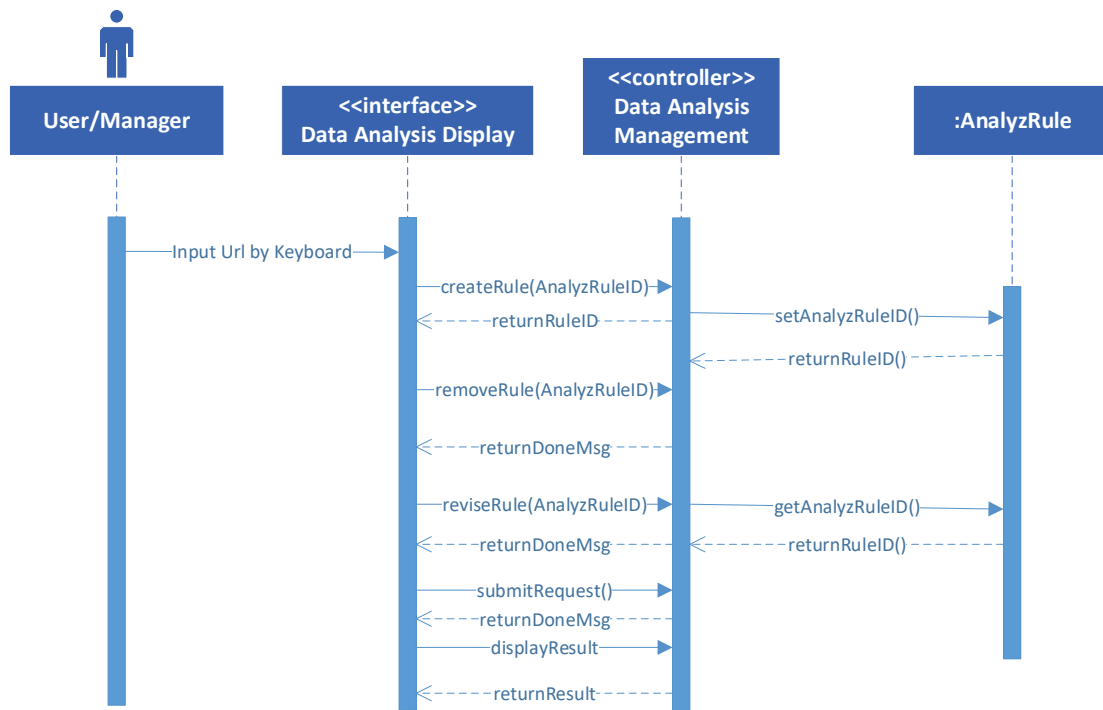 User/Manager
<<interface>>
Data Analysis Display
<<controller>>
Data Analysis
Management
:AnalyzRule
Input Url by Keyboard
createRule(AnalyzRuleID)
setAnalyzRuleID()
returnRuleID
returnRuleID()
removeRule(AnalyzRuleID)
returnDoneMsg
reviseRule(AnalyzRuleID)
getAnalyzRuleID()
returnDoneMsg
returnRuleID()
submitRequest()
returnDoneMsg
displayResult
returnResult